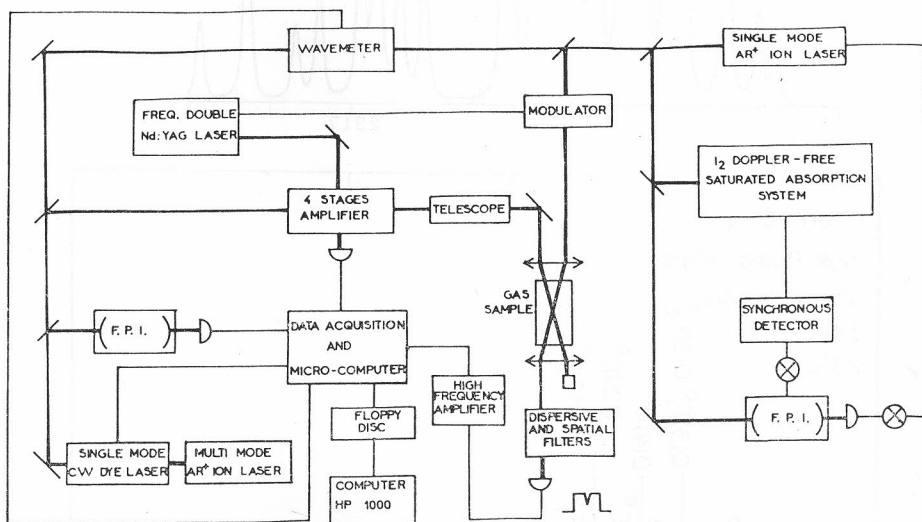 WAVEMETER
SINGLE MODE
AR+ ION LASER
FREQ. DOUBLE
Nd:YAG LASER
MODULATOR
I2 DOPPLER-FREE
SATURATED ABSORPTION
SYSTEM
4 STAGES
AMPLIFIER
TELESCOPE
GAS
SAMPLE
SYNCHRONOUS
DETECTOR
(F.P.I.)
DATA ACQUISITION
AND
MICRO-COMPUTER
HIGH
FREQUENCY
AMPLIFIER
FLOPPY
DISC
DISPERSIVE
AND SPATIAL
FILTERS
(F.P.I.)
SINGLE MODE
CW DYE LASER
MULTI MODE
AR+ ION LASER
COMPUTER
HP 1000